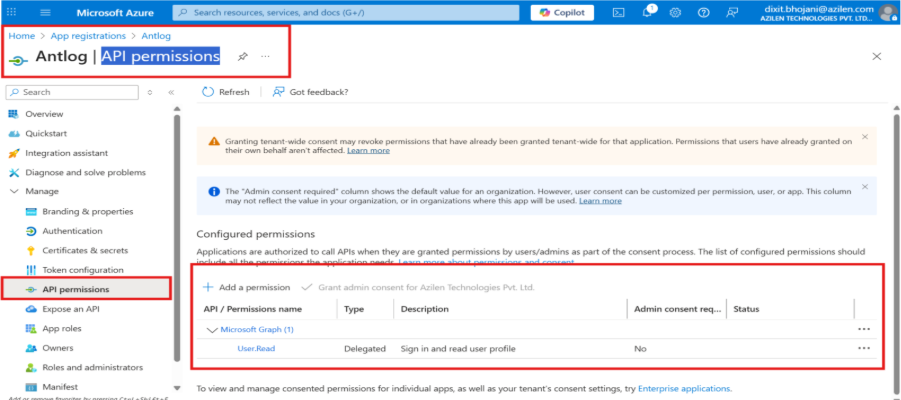 Microsoft Azure
Search resources, services, and docs (G+/)
Copilot
1
dixit.bhojani@azilen.com
AZILEN TECHNOLOGIES PVT. LTD...
Home > App registrations > Antlog
Antlog | API permissions
Search
Refresh
Got feedback?
Overview
Quickstart
Integration assistant
Diagnose and solve problems
Manage
Branding & properties
Authentication
Certificates & secrets
Token configuration
API permissions
Expose an API
App roles
Owners
Roles and administrators
Manifest
Add or remove favorites by pressing Ctrl+Shift+F
Granting tenant-wide consent may revoke permissions that have already been granted tenant-wide for that application. Permissions that users have already granted on
their own behalf aren't affected. Learn more
The "Admin consent required" column shows the default value for an organization. However, user consent can be customized per permission, user, or app. This column
may not reflect the value in your organization, or in organizations where this app will be used. Learn more
Configured permissions
Applications are authorized to call APIs when they are granted permissions by users/admins as part of the consent process. The list of configured permissions should
include all the permissions the application needs. Learn more about permissions and consent
Add a permission
Grant admin consent for Azilen Technologies Pvt. Ltd.
API / Permissions name Type Description Admin consent req... Status
Microsoft Graph (1)
User.Read Delegated Sign in and read user profile No
To view and manage consented permissions for individual apps, as well as your tenant's consent settings, try Enterprise applications.